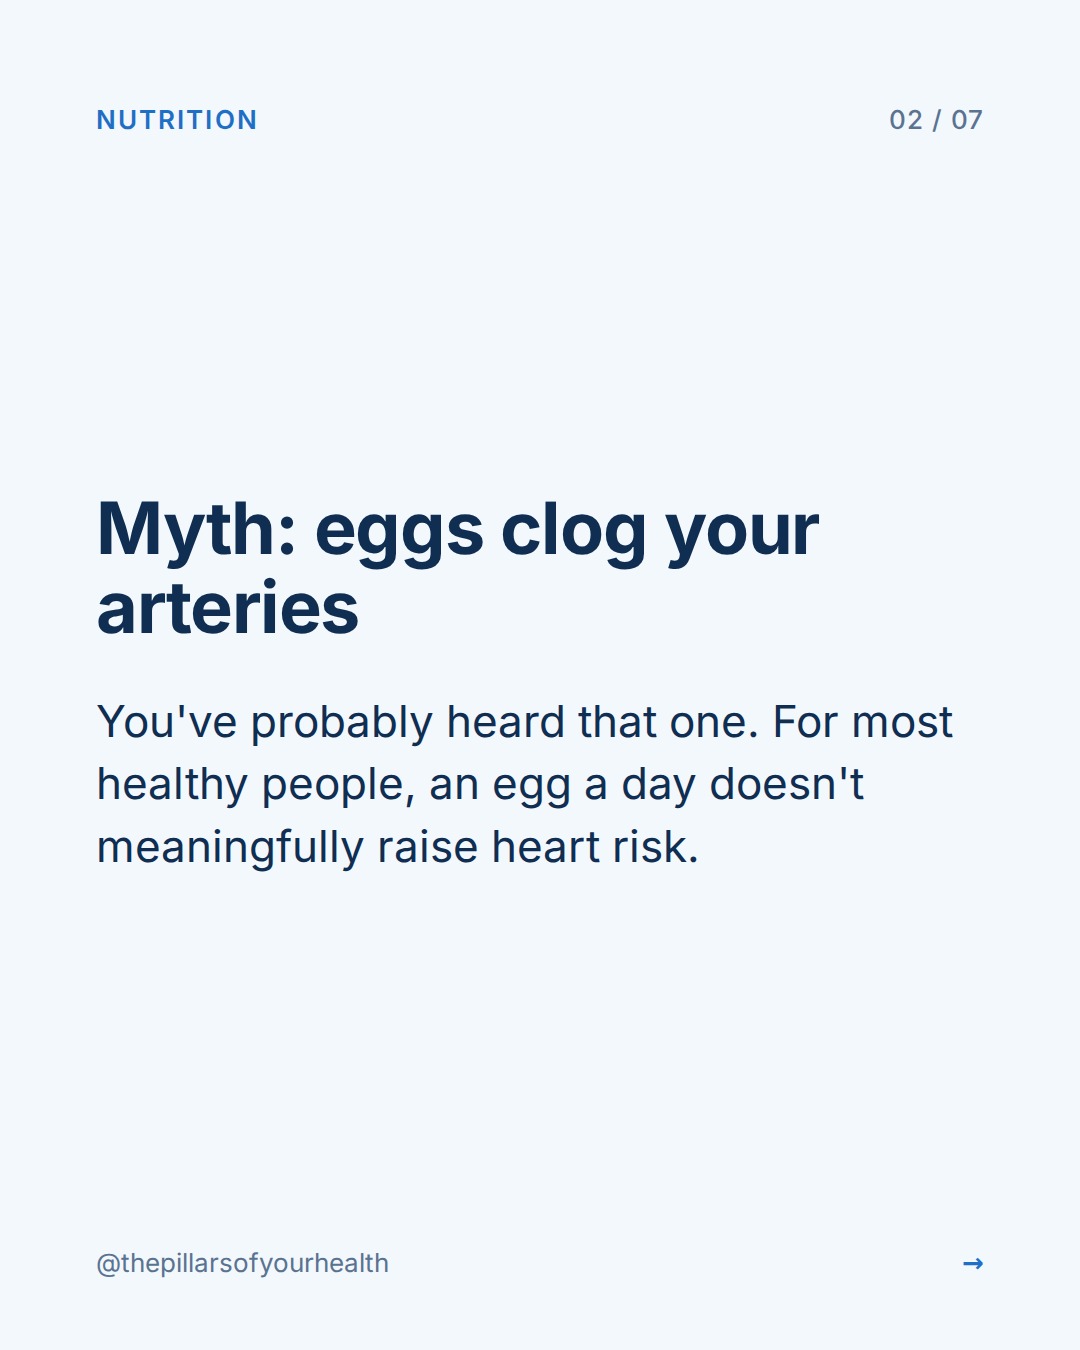 NUTRITION
02 / 07
Myth: eggs clog your
arteries
You've probably heard that one. For most
healthy people, an egg a day doesn't
meaningfully raise heart risk.
@thepillarsofyourhealth
→